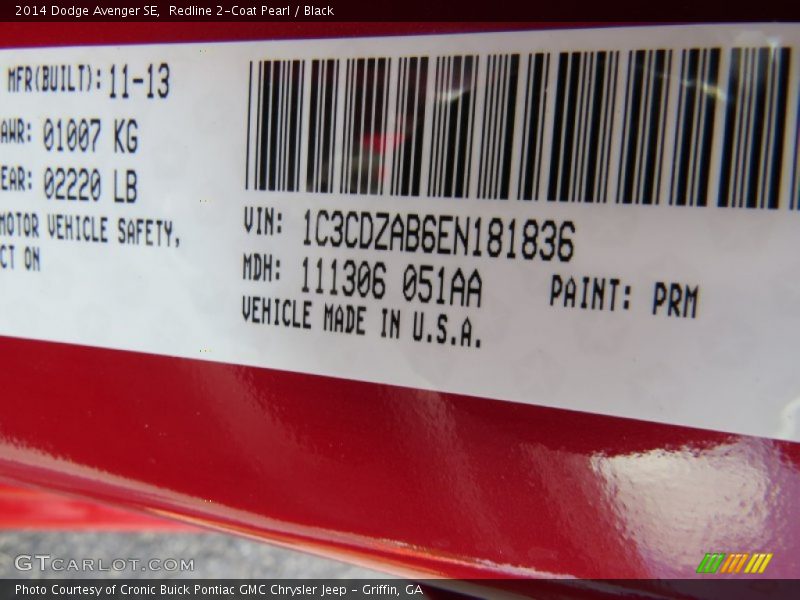 2014 Dodge Avenger SE, Redline 2-Coat Pearl / Black
MFR(BUILT): 11-13
AWR: 01007 KG
EAR: 02220 LB
MOTOR VEHICLE SAFETY,
CT ON
VIN: 1C3CDZAB6EN181836
MDH: 111306 051AA PAINT: PRM
VEHICLE MADE IN U.S.A.
GTCARLOT.COM
Photo Courtesy of Cronic Buick Pontiac GMC Chrysler Jeep - Griffin, GA